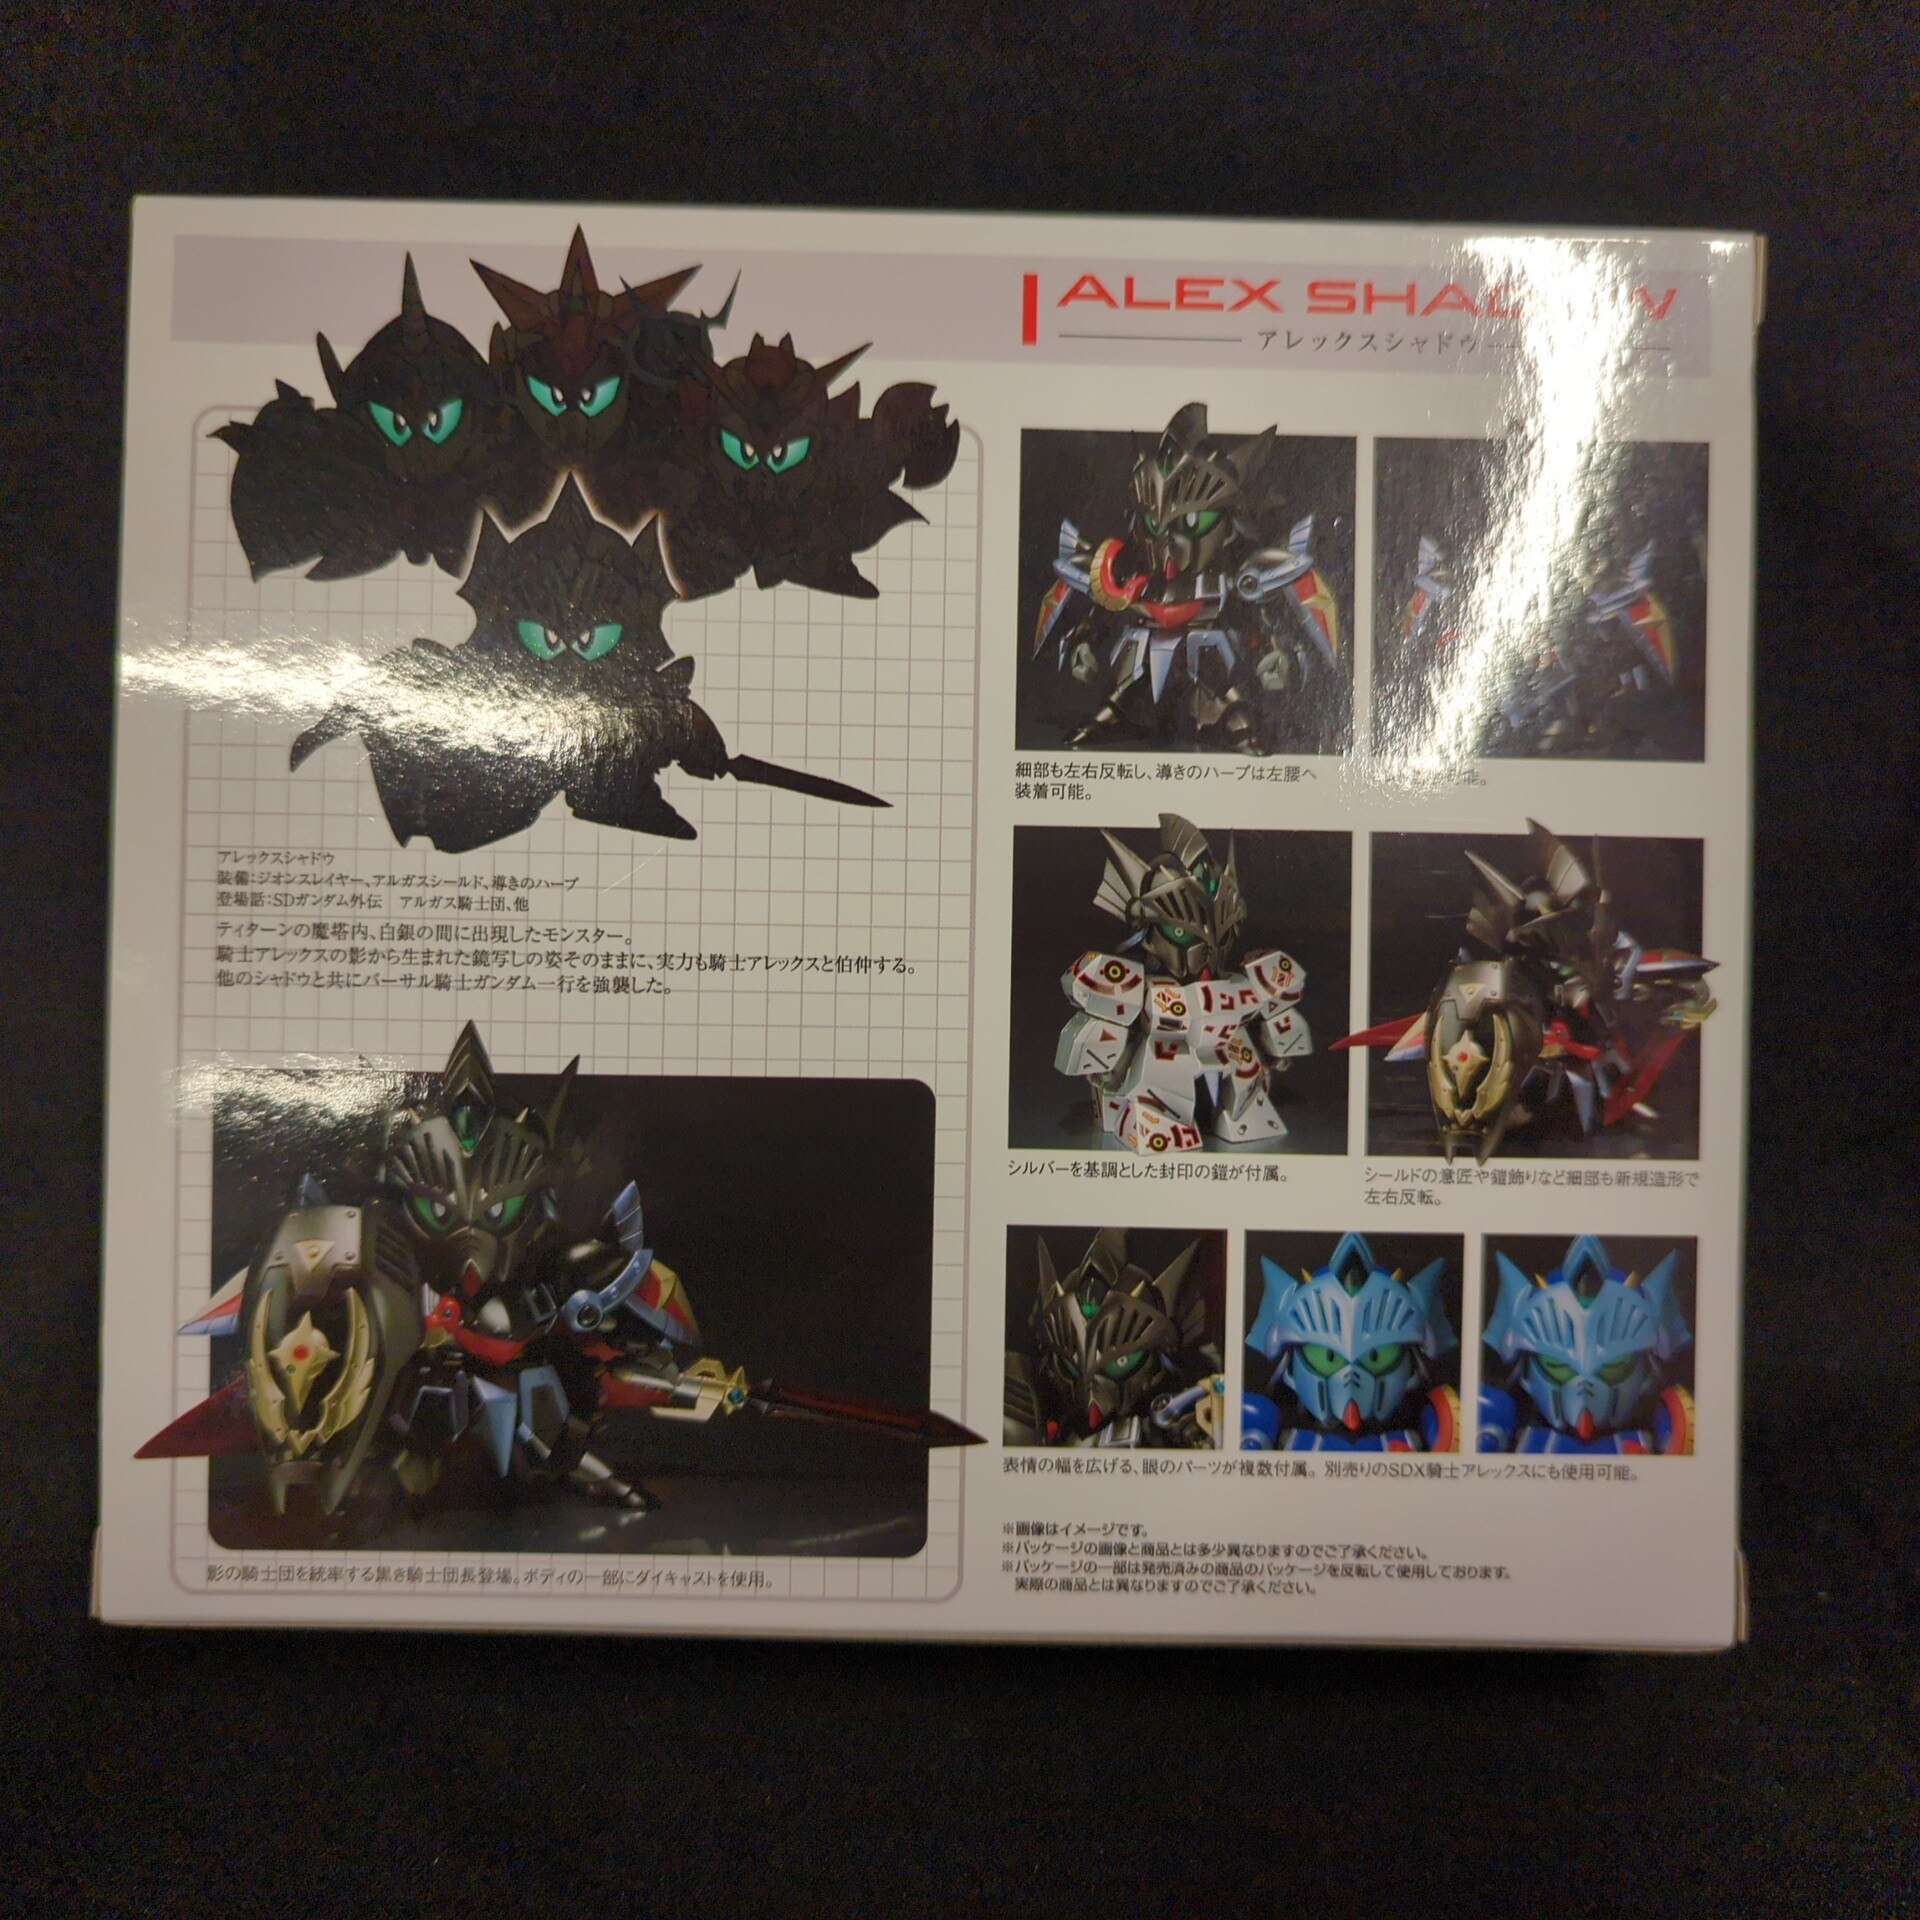 ALEX SHADOW
アレックスシャドウ
アレックスシャドウ
装備:ジオンスレイヤー、アルガスシールド、導きのハープ
登場話:SDガンダム外伝 アルガス騎士団、他
ティターンの魔塔内、白銀の間に出現したモンスター。
騎士アレックスの影から生まれた鏡写しの姿そのままに、実力も騎士アレックスと伯仲する。
他のシャドウと共にバーサル騎士ガンダム一行を強襲した。
影の騎士団を統率する黒き騎士団長登場。ボディの一部にダイキャストを使用。
細部も左右反転し、導きのハープは左腰へ
装着可能。
能。
シルバーを基調とした封印の鎧が付属。
シールドの意匠や鎧飾りなど細部も新規造形で
左右反転。
表情の幅を広げる、眼のパーツが複数付属。別売りのSDX騎士アレックスにも使用可能。
※画像はイメージです。
※パッケージの画像と商品とは多少異なりますのでご了承ください。
※パッケージの一部は発売済みの商品のパッケージを反転して使用しております。
実際の商品とは異なりますのでご了承ください。